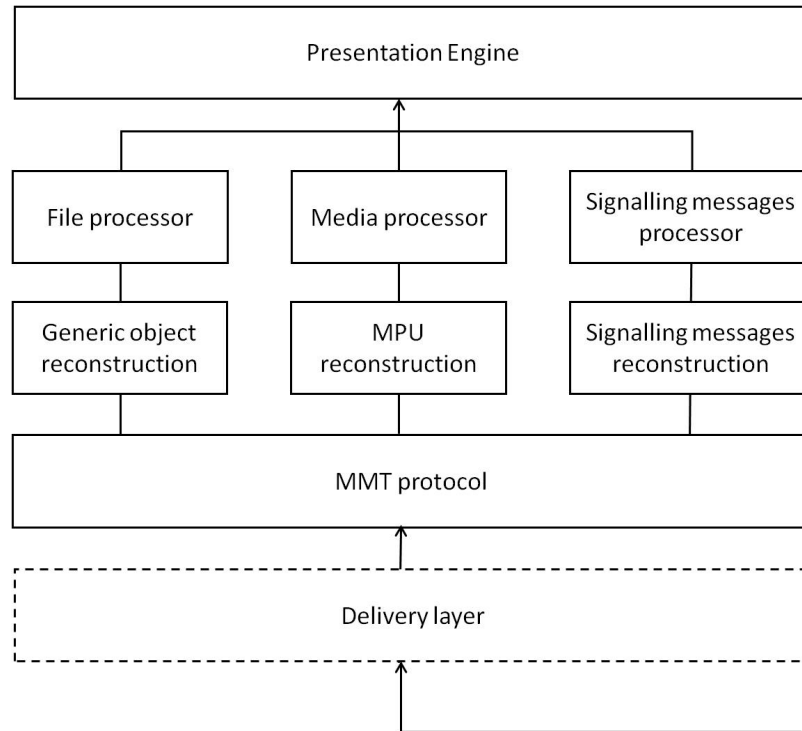 Presentation Engine
File processor
Media processor
Signalling messages
processor
Generic object
reconstruction
MPU
reconstruction
Signalling messages
reconstruction
MMT protocol
Delivery layer